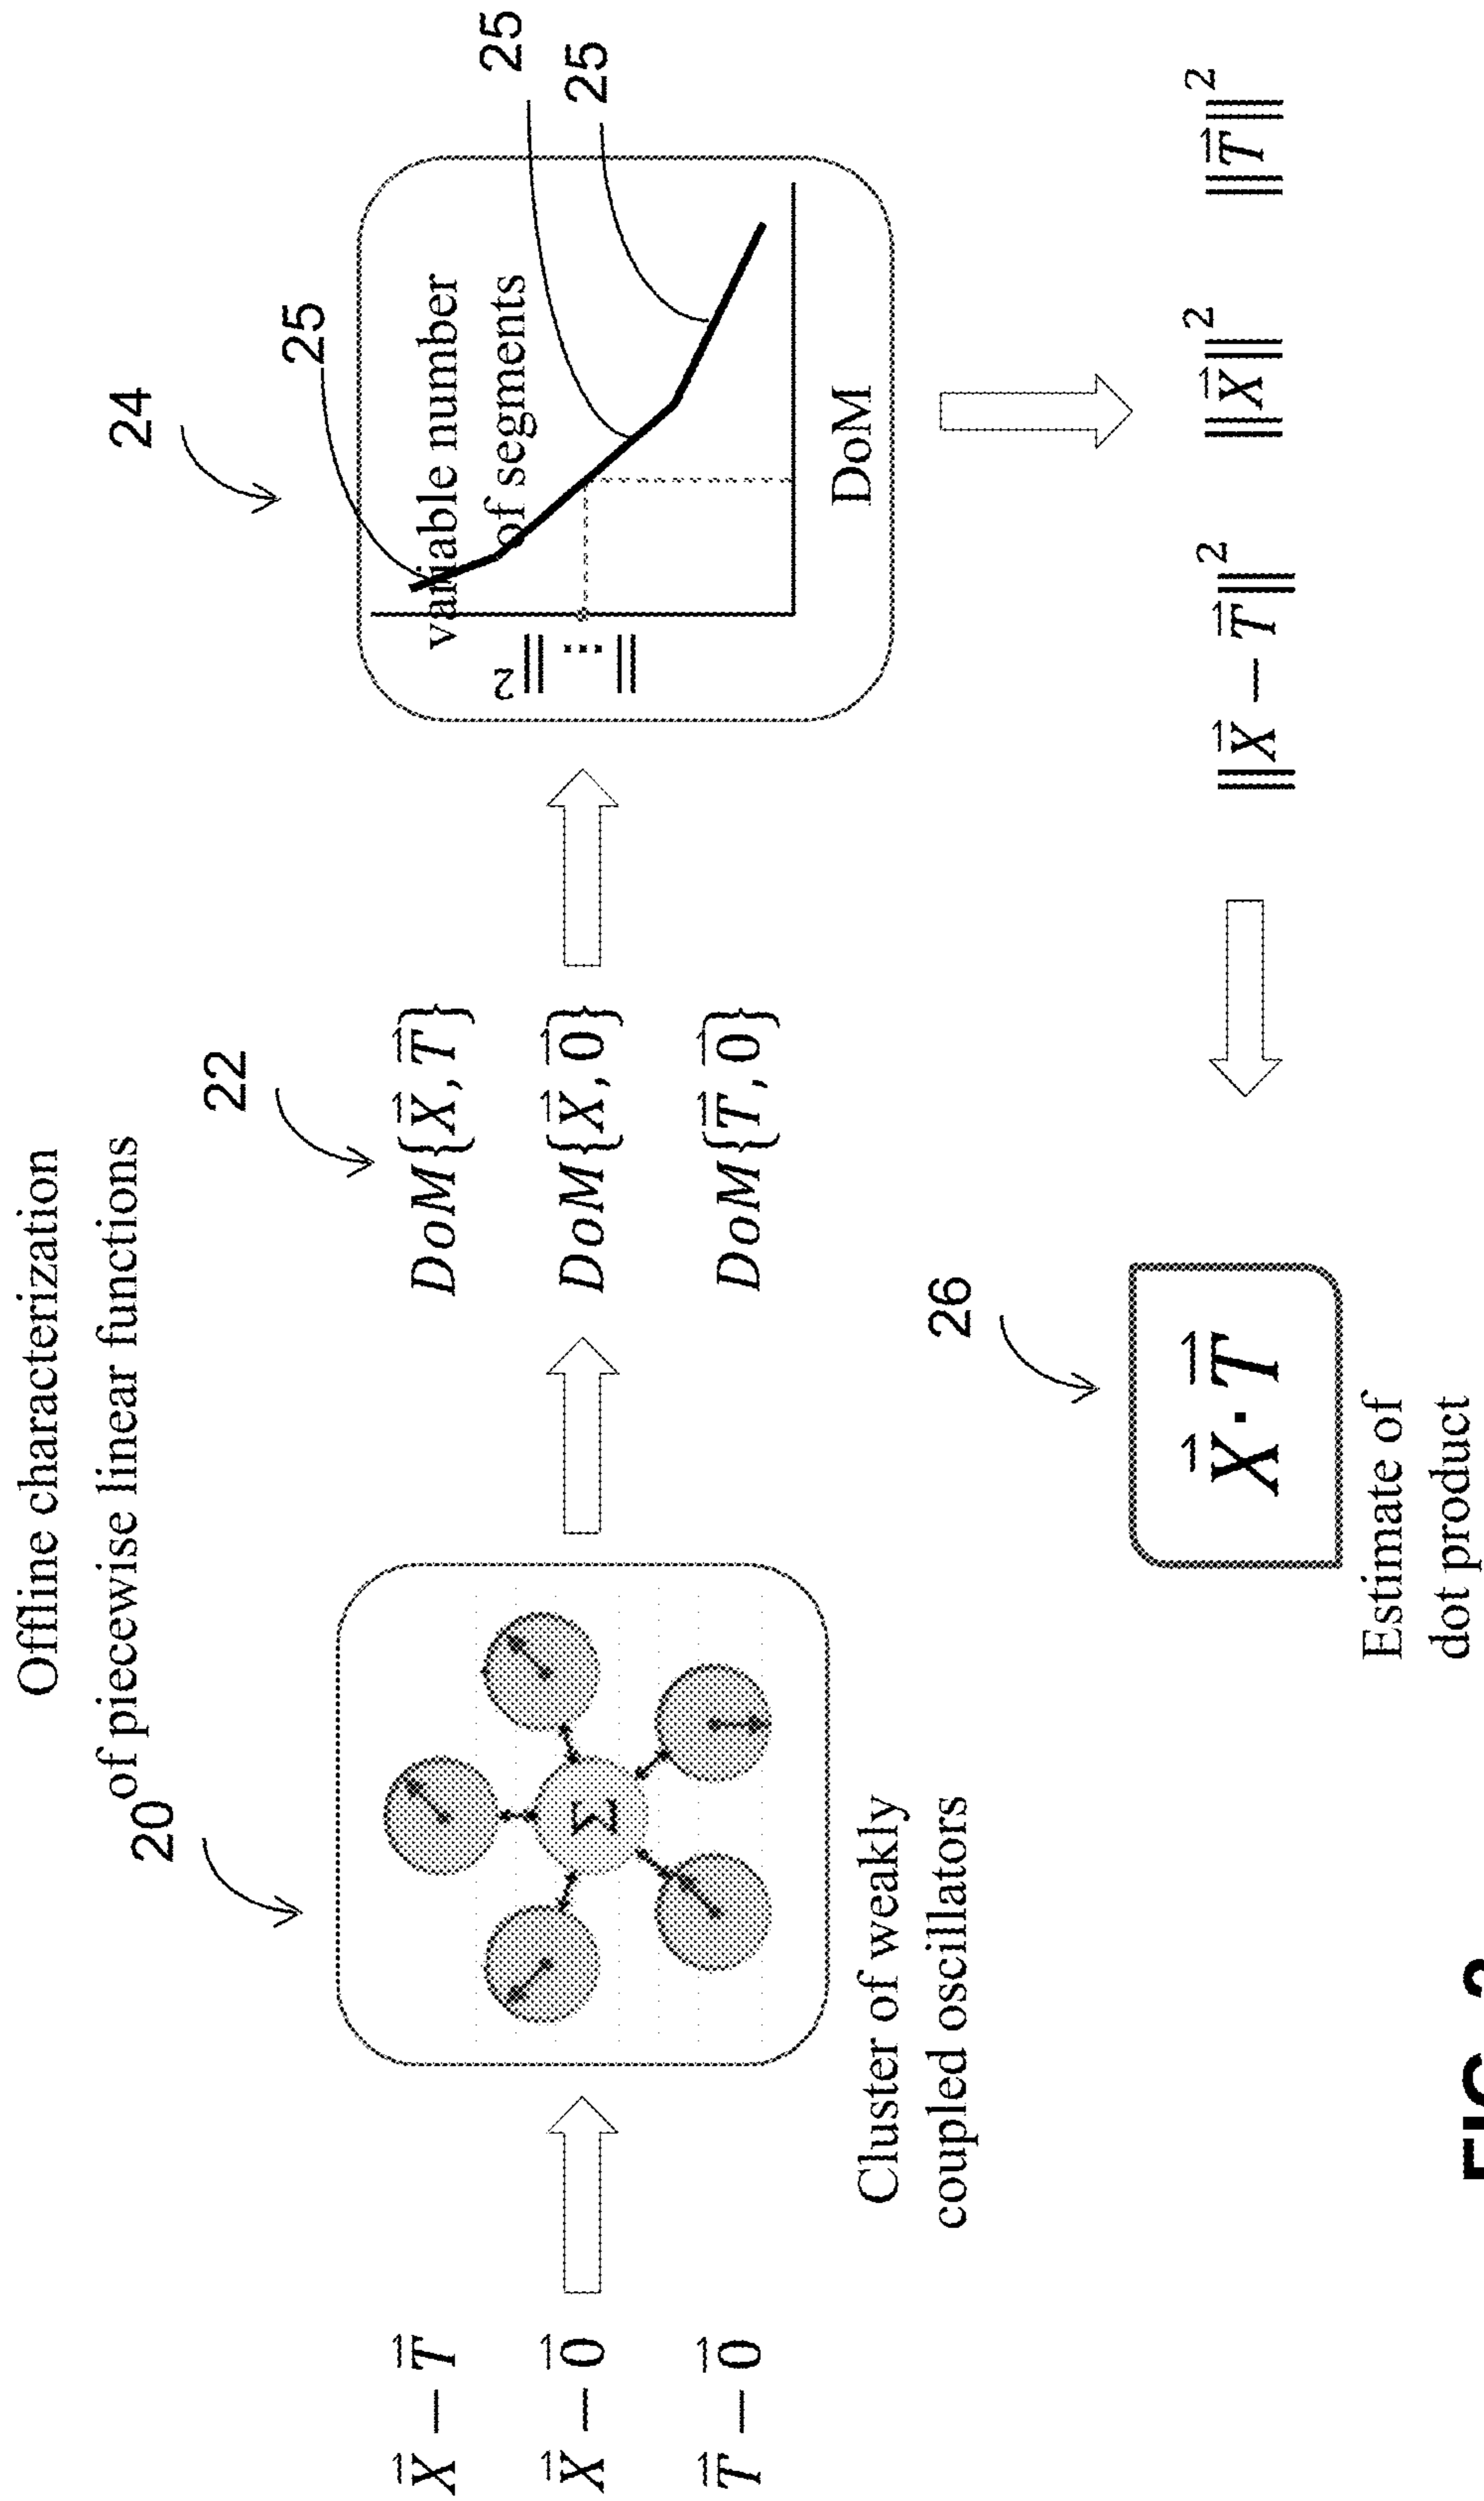 Offline characterization
of piecewise linear functions
20
22
24
25
25
25
X⃗ − T⃗
X⃗ − 0⃗
T⃗ − 0⃗
Σ
Cluster of weakly
coupled oscillators
DoM{X⃗, T⃗}
DoM{X⃗, 0⃗}
DoM{T⃗, 0⃗}
variable number
of segments
‖⋯‖²
DoM
‖X⃗ − T⃗‖² ‖X⃗‖² ‖T⃗‖²
26
X⃗ · T⃗
Estimate of
dot product